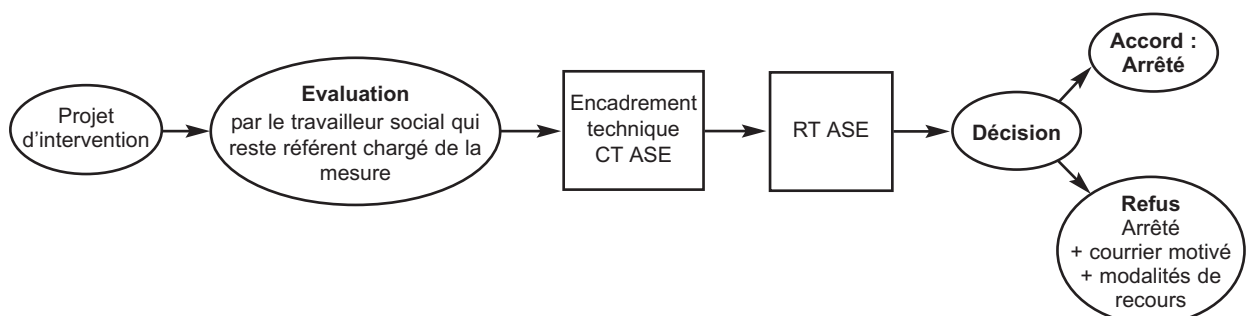 Projet
d’intervention
Evaluation
par le travailleur social qui
reste référent chargé de la
mesure
Encadrement
technique
CT ASE
RT ASE
Décision
Accord :
Arrêté
Refus
Arrêté
+ courrier motivé
+ modalités de
recours